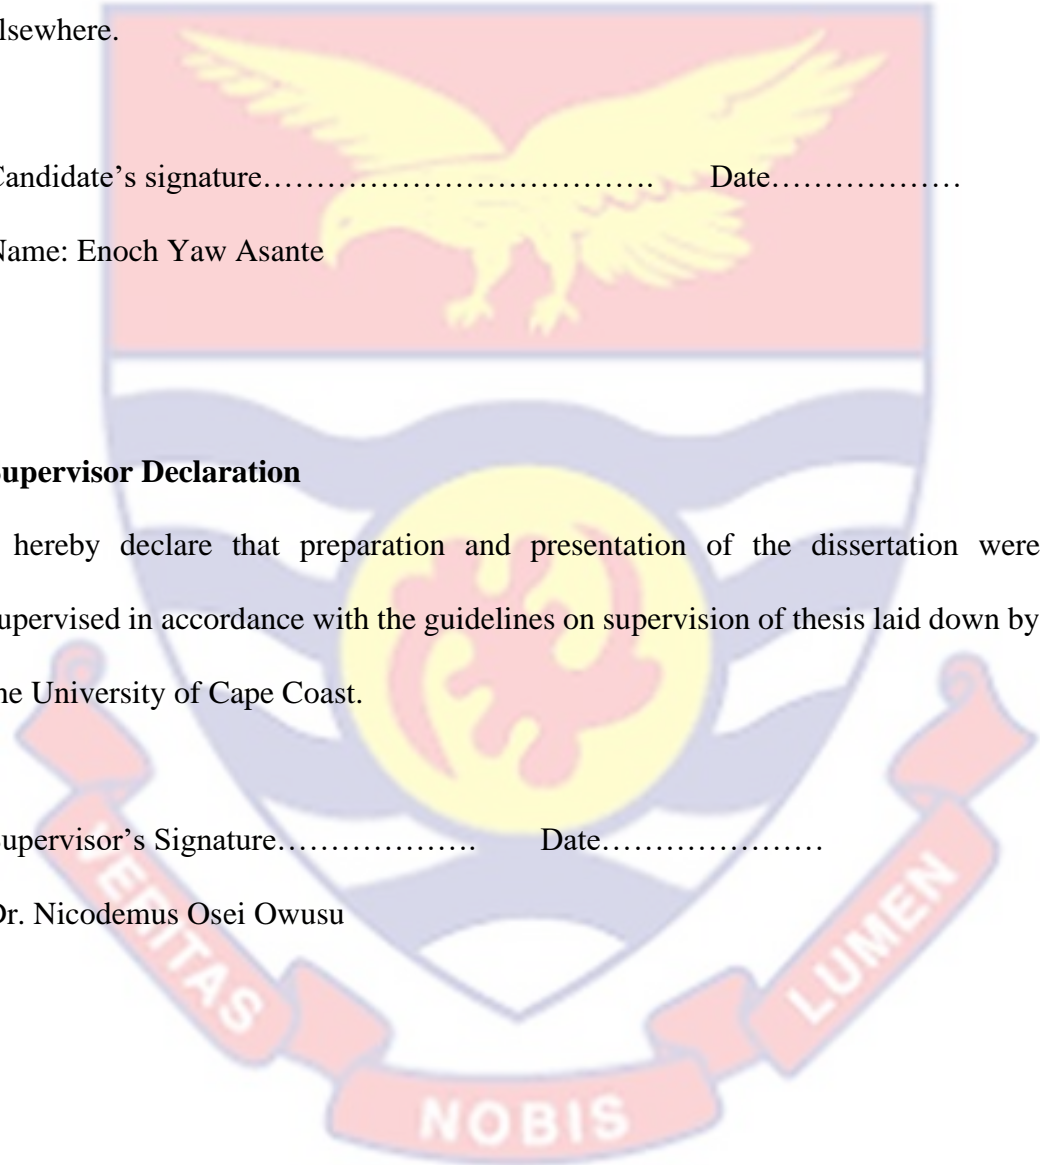 lsewhere.
Candidate's signature………………………………. Date………………
Name: Enoch Yaw Asante
Supervisor Declaration
hereby declare that preparation and presentation of the dissertation were
upervised in accordance with the guidelines on supervision of thesis laid down by
he University of Cape Coast.
Supervisor's Signature………………. Date…………………
Dr. Nicodemus Osei Owusu
VERITAS
NOBIS
LUMEN